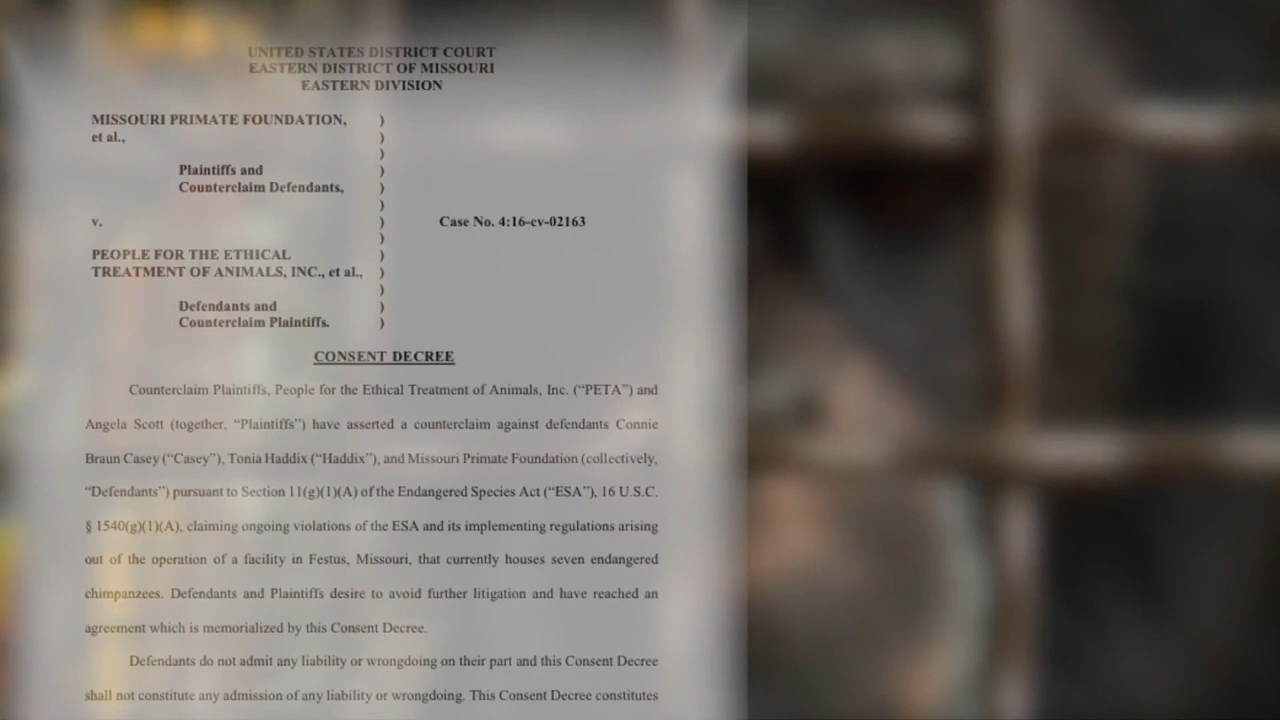 UNITED STATES DISTRICT COURT
EASTERN DISTRICT OF MISSOURI
EASTERN DIVISION
MISSOURI PRIMATE FOUNDATION, )
et al., )
)
Plaintiffs and )
Counterclaim Defendants, )
)
v. ) Case No. 4:16-cv-02163
)
PEOPLE FOR THE ETHICAL )
TREATMENT OF ANIMALS, INC., et al., )
)
Defendants and )
Counterclaim Plaintiffs. )
CONSENT DECREE
Counterclaim Plaintiffs, People for the Ethical Treatment of Animals, Inc. (“PETA”) and
Angela Scott (together, “Plaintiffs”) have asserted a counterclaim against defendants Connie
Braun Casey (“Casey”), Tonia Haddix (“Haddix”), and Missouri Primate Foundation (collectively,
“Defendants”) pursuant to Section 11(g)(1)(A) of the Endangered Species Act (“ESA”), 16 U.S.C.
§ 1540(g)(1)(A), claiming ongoing violations of the ESA and its implementing regulations arising
out of the operation of a facility in Festus, Missouri, that currently houses seven endangered
chimpanzees. Defendants and Plaintiffs desire to avoid further litigation and have reached an
agreement which is memorialized by this Consent Decree.
Defendants do not admit any liability or wrongdoing on their part and this Consent Decree
shall not constitute any admission of any liability or wrongdoing. This Consent Decree constitutes